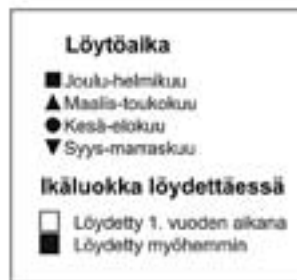 Löytöaika
Joulu-helmikuu
Maalis-toukokuu
Kesä-elokuu
Syys-marraskuu
Ikäluokka löydettäessä
Löydetty 1. vuoden aikana
Löydetty myöhemmin